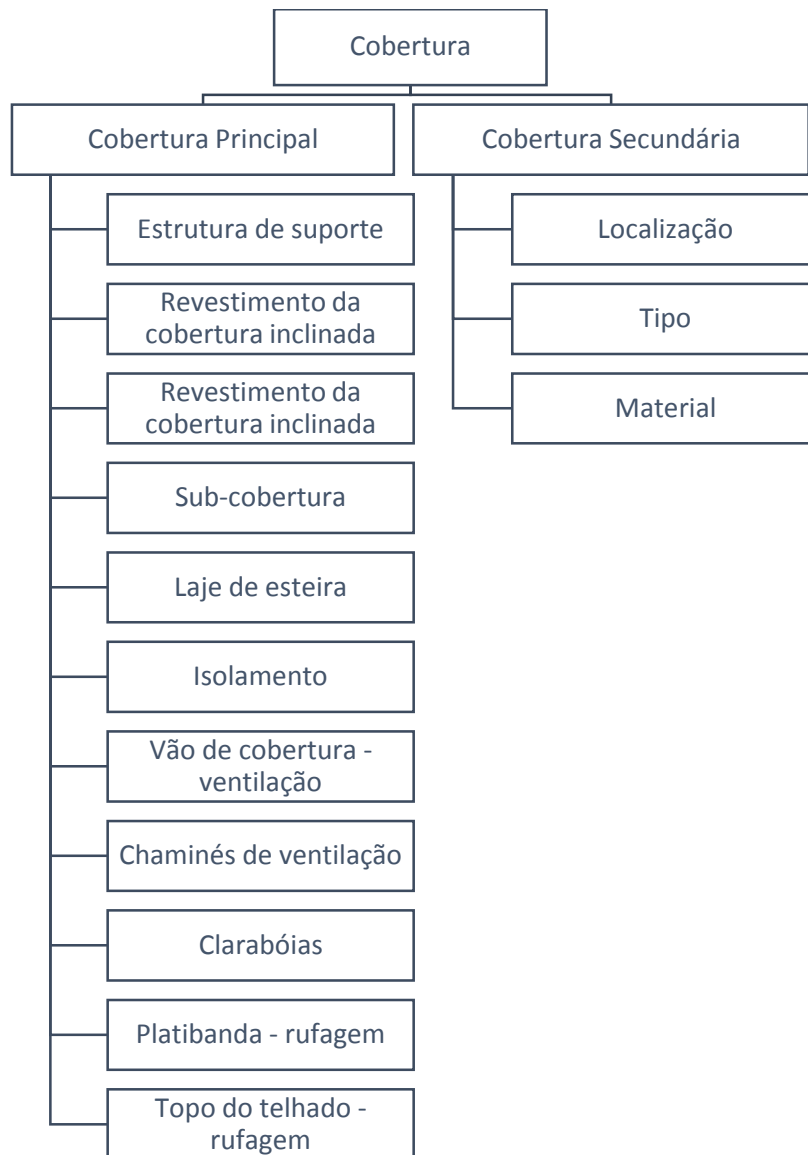 Cobertura
Cobertura Principal
Cobertura Secundária
Estrutura de suporte
Revestimento da
cobertura inclinada
Revestimento da
cobertura inclinada
Sub-cobertura
Laje de esteira
Isolamento
Vão de cobertura -
ventilação
Chaminés de ventilação
Clarabóias
Platibanda - rufagem
Topo do telhado -
rufagem
Localização
Tipo
Material